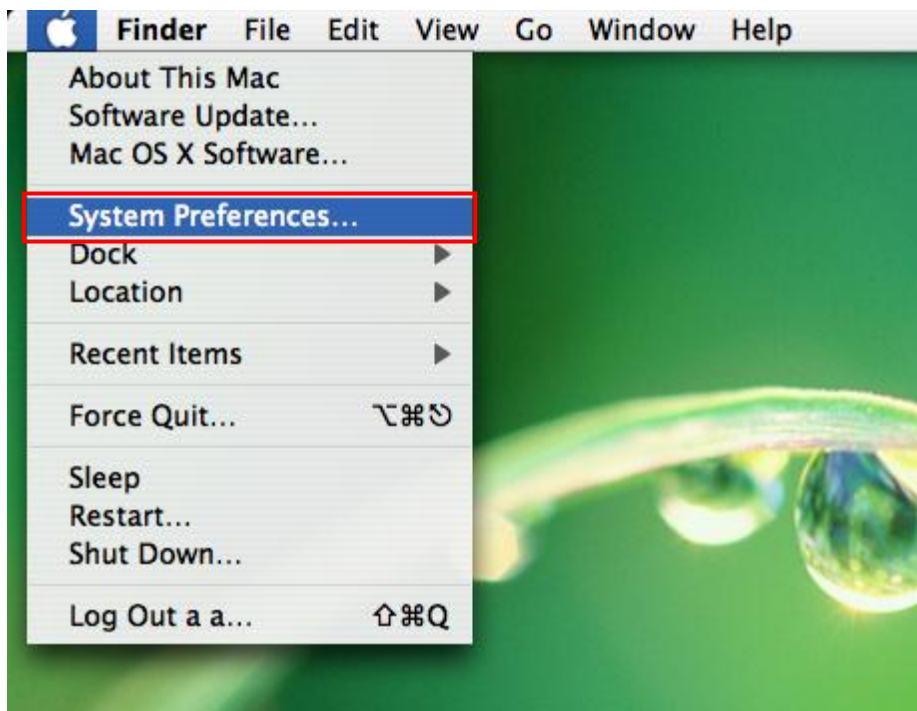 Finder File Edit View Go Window Help
About This Mac
Software Update...
Mac OS X Software...
System Preferences...
Dock
Location
Recent Items
Force Quit... ⌥⌘⎋
Sleep
Restart...
Shut Down...
Log Out a a... ⇧⌘Q